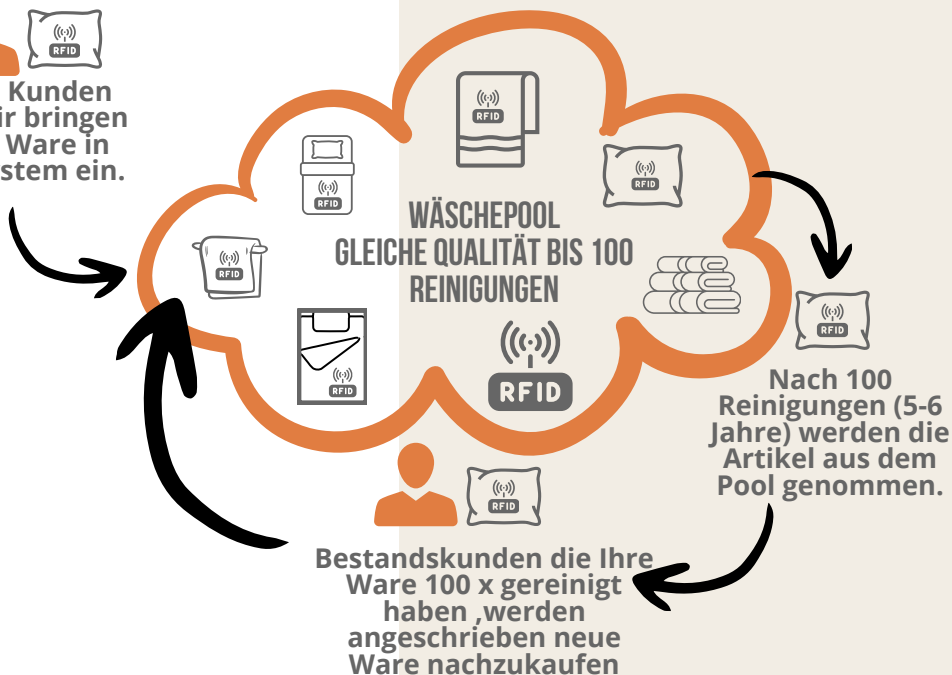 RFID
Kunden
ir bringen
Ware in
stem ein.
RFID
RFID
RFID
RFID
WÄSCHEPOOL
GLEICHE QUALITÄT BIS 100
REINIGUNGEN
RFID
RFID
RFID
RFID
Nach 100
Reinigungen (5-6
Jahre) werden die
Artikel aus dem
Pool genommen.
RFID
Bestandskunden die Ihre
Ware 100 x gereinigt
haben ,werden
angeschrieben neue
Ware nachzukaufen